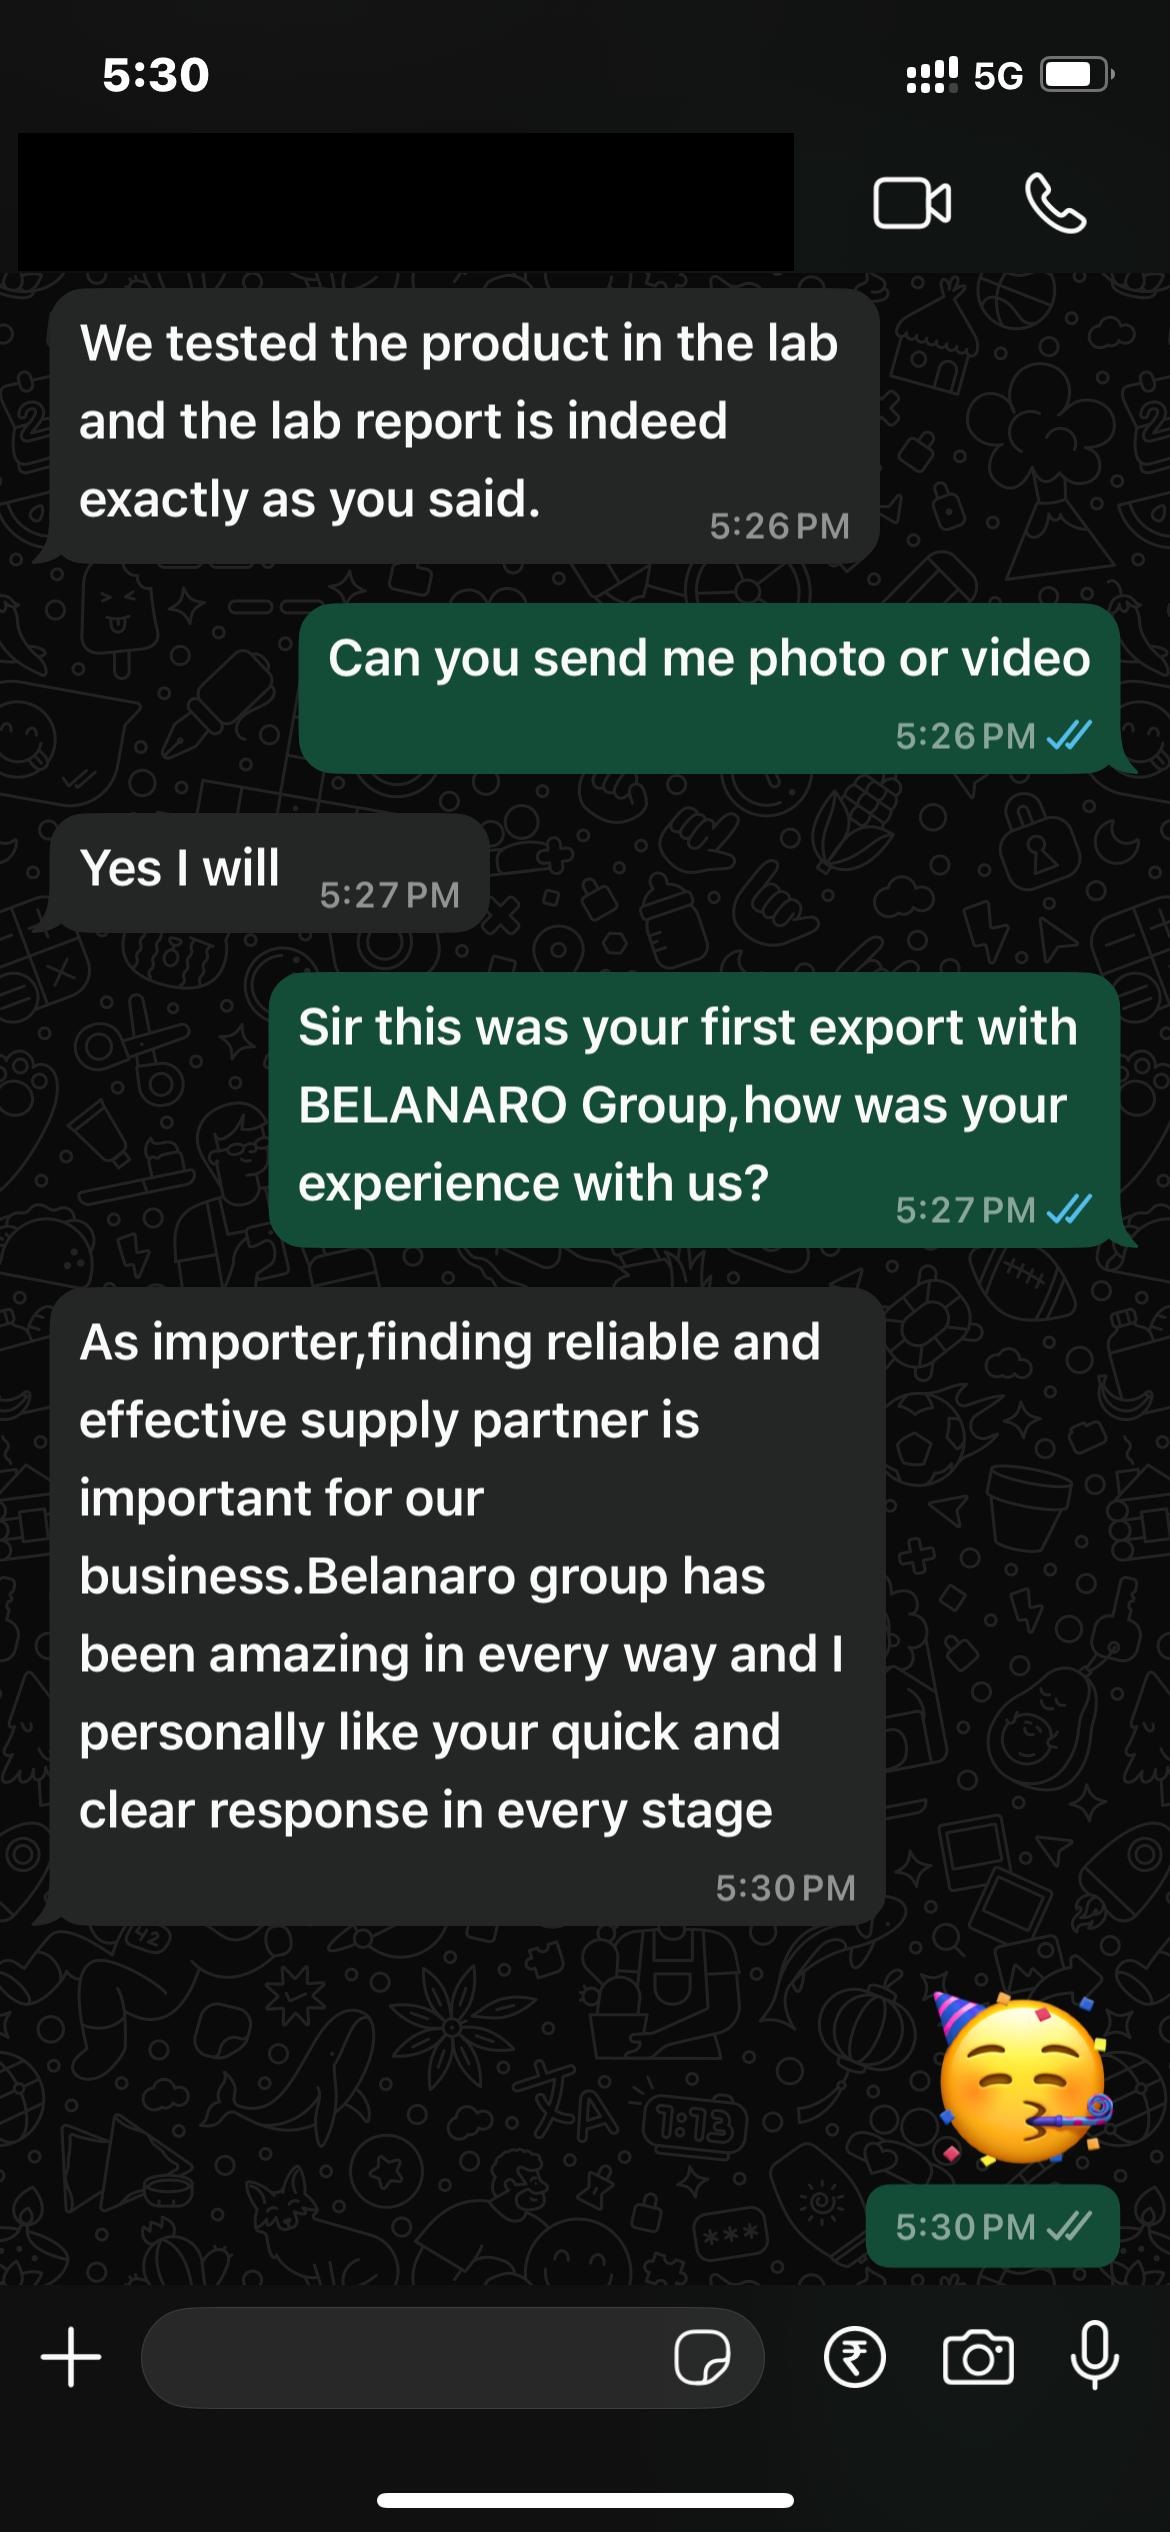 5:30
5G
We tested the product in the lab
and the lab report is indeed
exactly as you said.
5:26 PM
Can you send me photo or video
5:26 PM
Yes I will
5:27 PM
Sir this was your first export with
BELANARO Group,how was your
experience with us?
5:27 PM
As importer,finding reliable and
effective supply partner is
important for our
business.Belanaro group has
been amazing in every way and I
personally like your quick and
clear response in every stage
5:30 PM
5:30 PM
₹